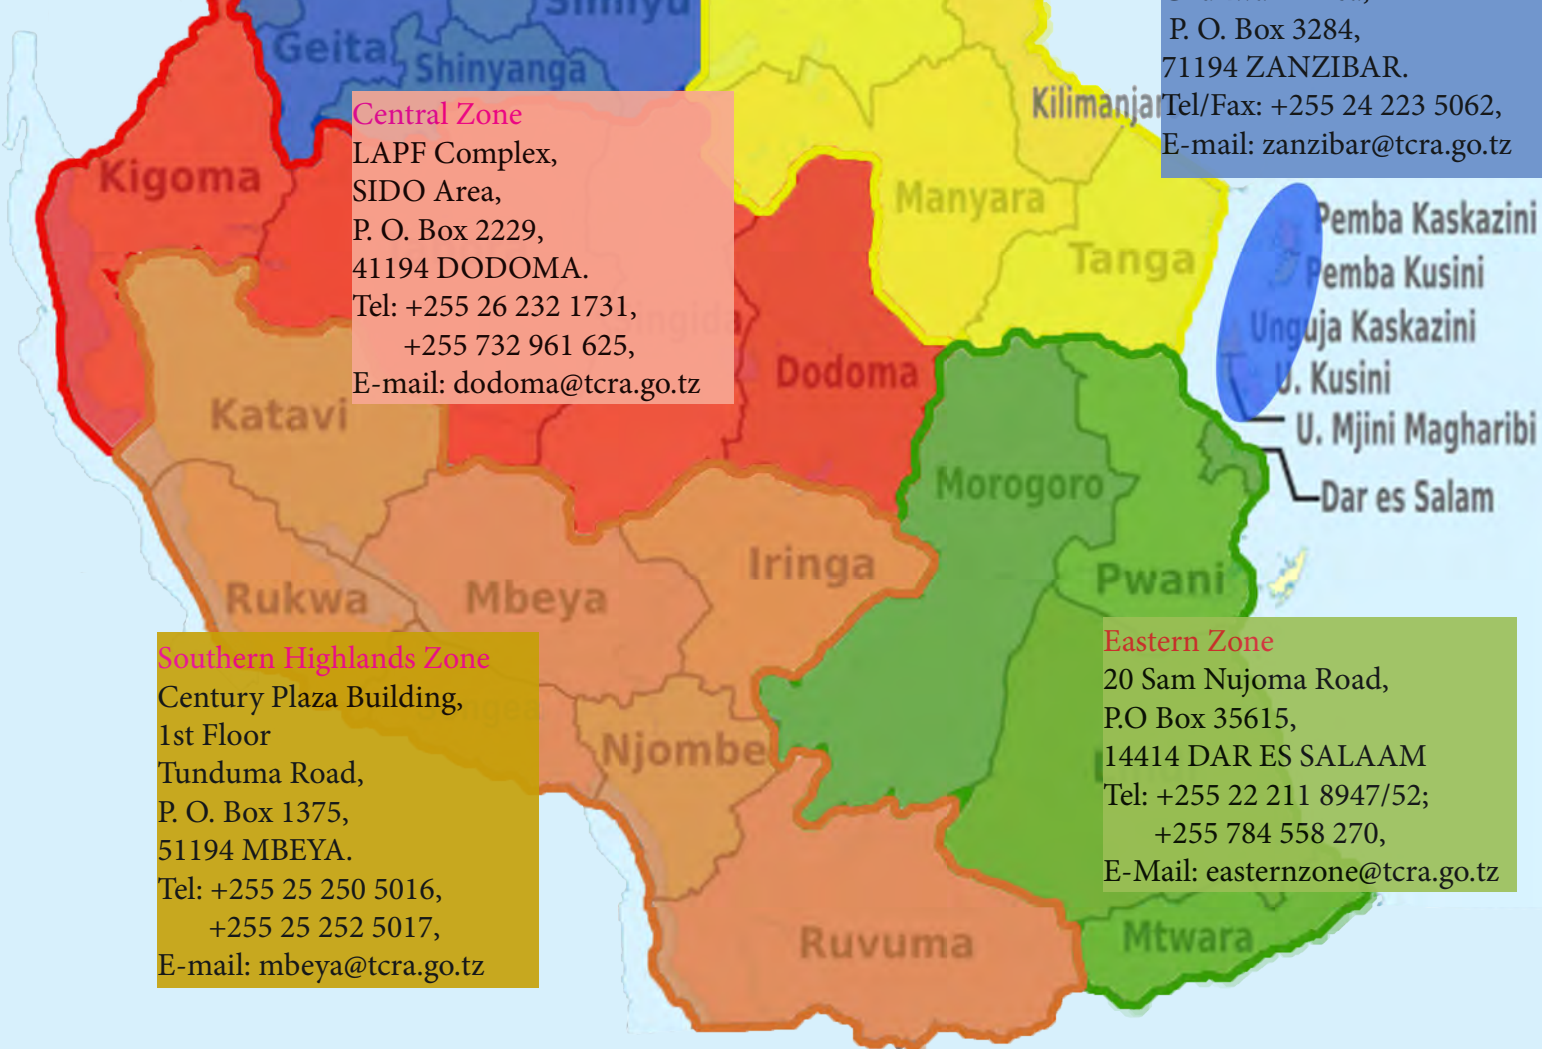 Simiyu
Geita
Shinyanga
P. O. Box 3284,
71194 ZANZIBAR.
Tel/Fax: +255 24 223 5062,
E-mail: zanzibar@tcra.go.tz
Kilimanjar
Central Zone
LAPF Complex,
SIDO Area,
P. O. Box 2229,
41194 DODOMA.
Tel: +255 26 232 1731,
+255 732 961 625,
E-mail: dodoma@tcra.go.tz
Kigoma
Manyara
Tanga
Pemba Kaskazini
Pemba Kusini
Unguja Kaskazini
U. Kusini
U. Mjini Magharibi
Dar es Salam
Singida
Dodoma
Katavi
Morogoro
Iringa
Pwani
Rukwa
Mbeya
Southern Highlands Zone
Century Plaza Building,
1st Floor
Tunduma Road,
P. O. Box 1375,
51194 MBEYA.
Tel: +255 25 250 5016,
+255 25 252 5017,
E-mail: mbeya@tcra.go.tz
Njombe
Eastern Zone
20 Sam Nujoma Road,
P.O Box 35615,
14414 DAR ES SALAAM
Tel: +255 22 211 8947/52;
+255 784 558 270,
E-Mail: easternzone@tcra.go.tz
Ruvuma
Mtwara